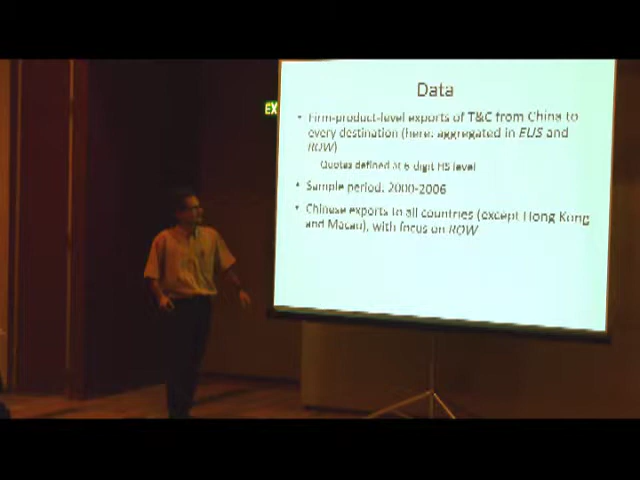 Data
EX
• Firm-product-level exports of T&C from China to
every destination (here: aggregated in EUS and
ROW)
Quotas defined at 6 digit HS level
• Sample period: 2000-2006
• Chinese exports to all countries (except Hong Kong
and Macau), with focus on ROW